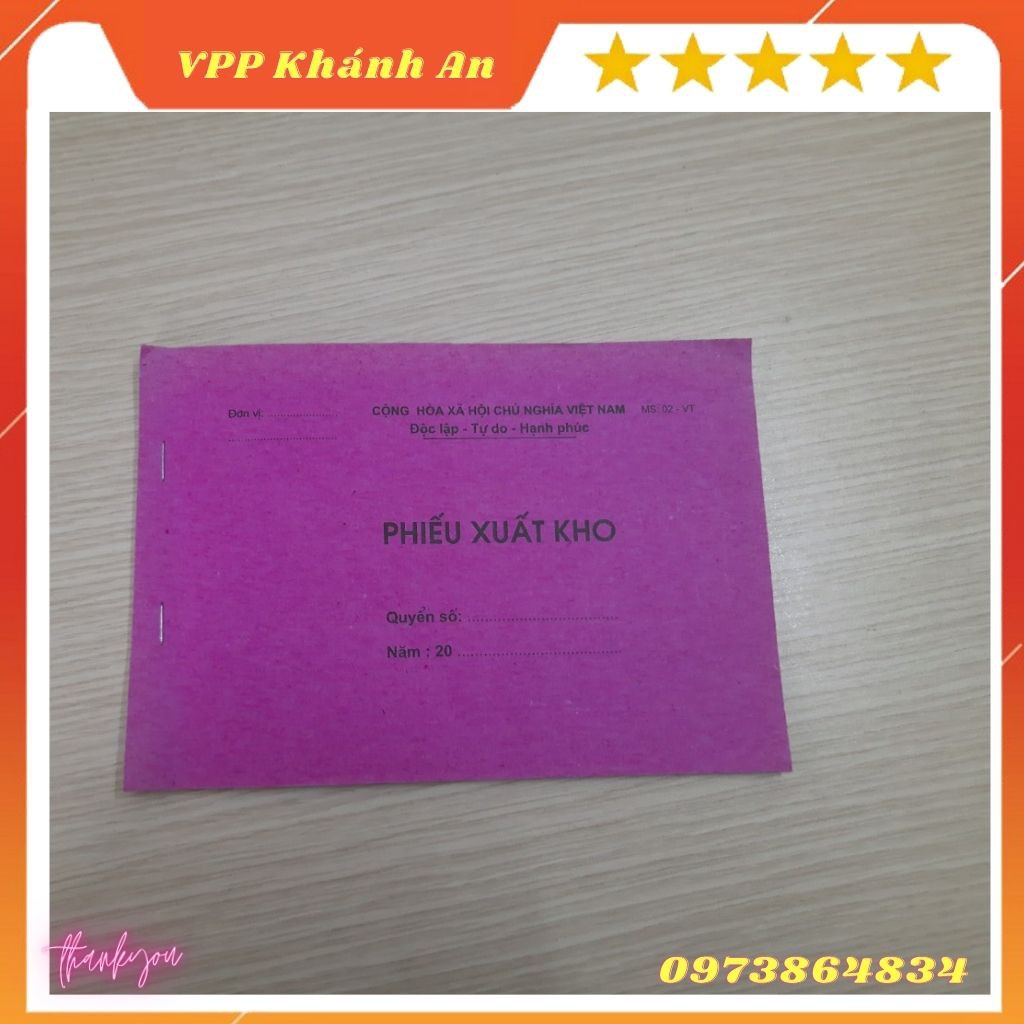 VPP Khánh An
Đơn vị: ......................
CỘNG HÒA XÃ HỘI CHỦ NGHĨA VIỆT NAM
MS: 02 - VT
Độc lập - Tự do - Hạnh phúc
PHIẾU XUẤT KHO
Quyển số: ....................................
Năm : 20 ......................................
thankyou
0973864834